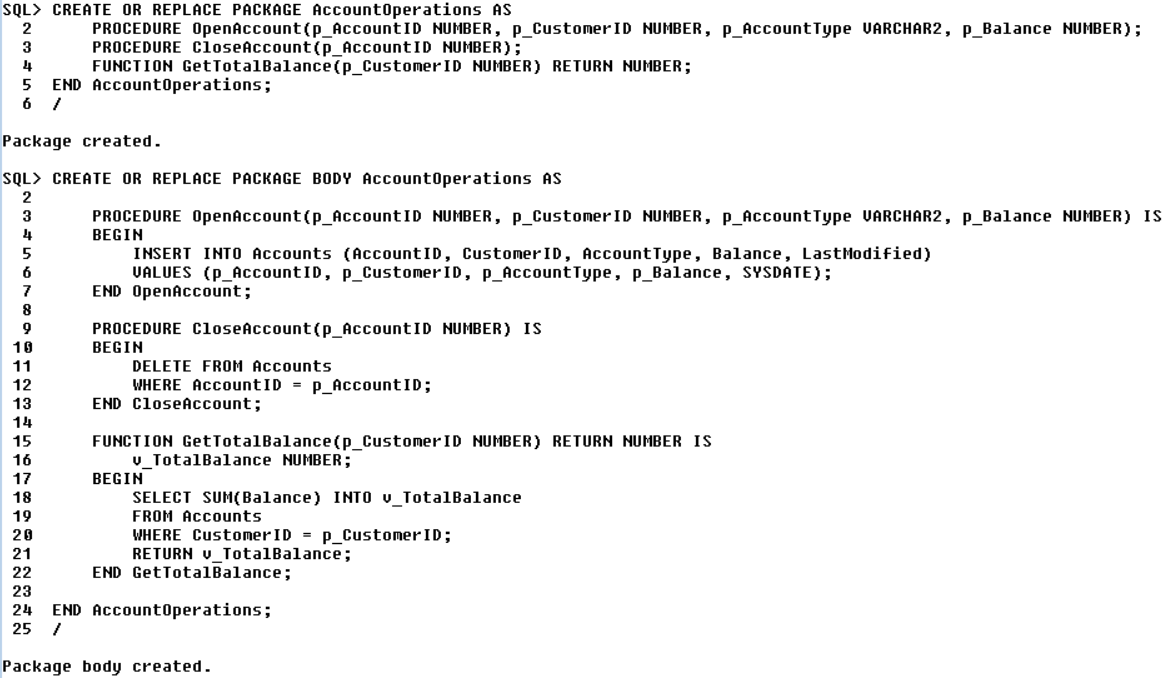 SQL> CREATE OR REPLACE PACKAGE AccountOperations AS
  2      PROCEDURE OpenAccount(p_AccountID NUMBER, p_CustomerID NUMBER, p_AccountType VARCHAR2, p_Balance NUMBER);
  3      PROCEDURE CloseAccount(p_AccountID NUMBER);
  4      FUNCTION GetTotalBalance(p_CustomerID NUMBER) RETURN NUMBER;
  5  END AccountOperations;
  6  /
Package created.
SQL> CREATE OR REPLACE PACKAGE BODY AccountOperations AS
  2
  3      PROCEDURE OpenAccount(p_AccountID NUMBER, p_CustomerID NUMBER, p_AccountType VARCHAR2, p_Balance NUMBER) IS
  4      BEGIN
  5          INSERT INTO Accounts (AccountID, CustomerID, AccountType, Balance, LastModified)
  6          VALUES (p_AccountID, p_CustomerID, p_AccountType, p_Balance, SYSDATE);
  7      END OpenAccount;
  8
  9      PROCEDURE CloseAccount(p_AccountID NUMBER) IS
 10      BEGIN
 11          DELETE FROM Accounts
 12          WHERE AccountID = p_AccountID;
 13      END CloseAccount;
 14
 15      FUNCTION GetTotalBalance(p_CustomerID NUMBER) RETURN NUMBER IS
 16          v_TotalBalance NUMBER;
 17      BEGIN
 18          SELECT SUM(Balance) INTO v_TotalBalance
 19          FROM Accounts
 20          WHERE CustomerID = p_CustomerID;
 21          RETURN v_TotalBalance;
 22      END GetTotalBalance;
 23
 24  END AccountOperations;
 25  /
Package body created.